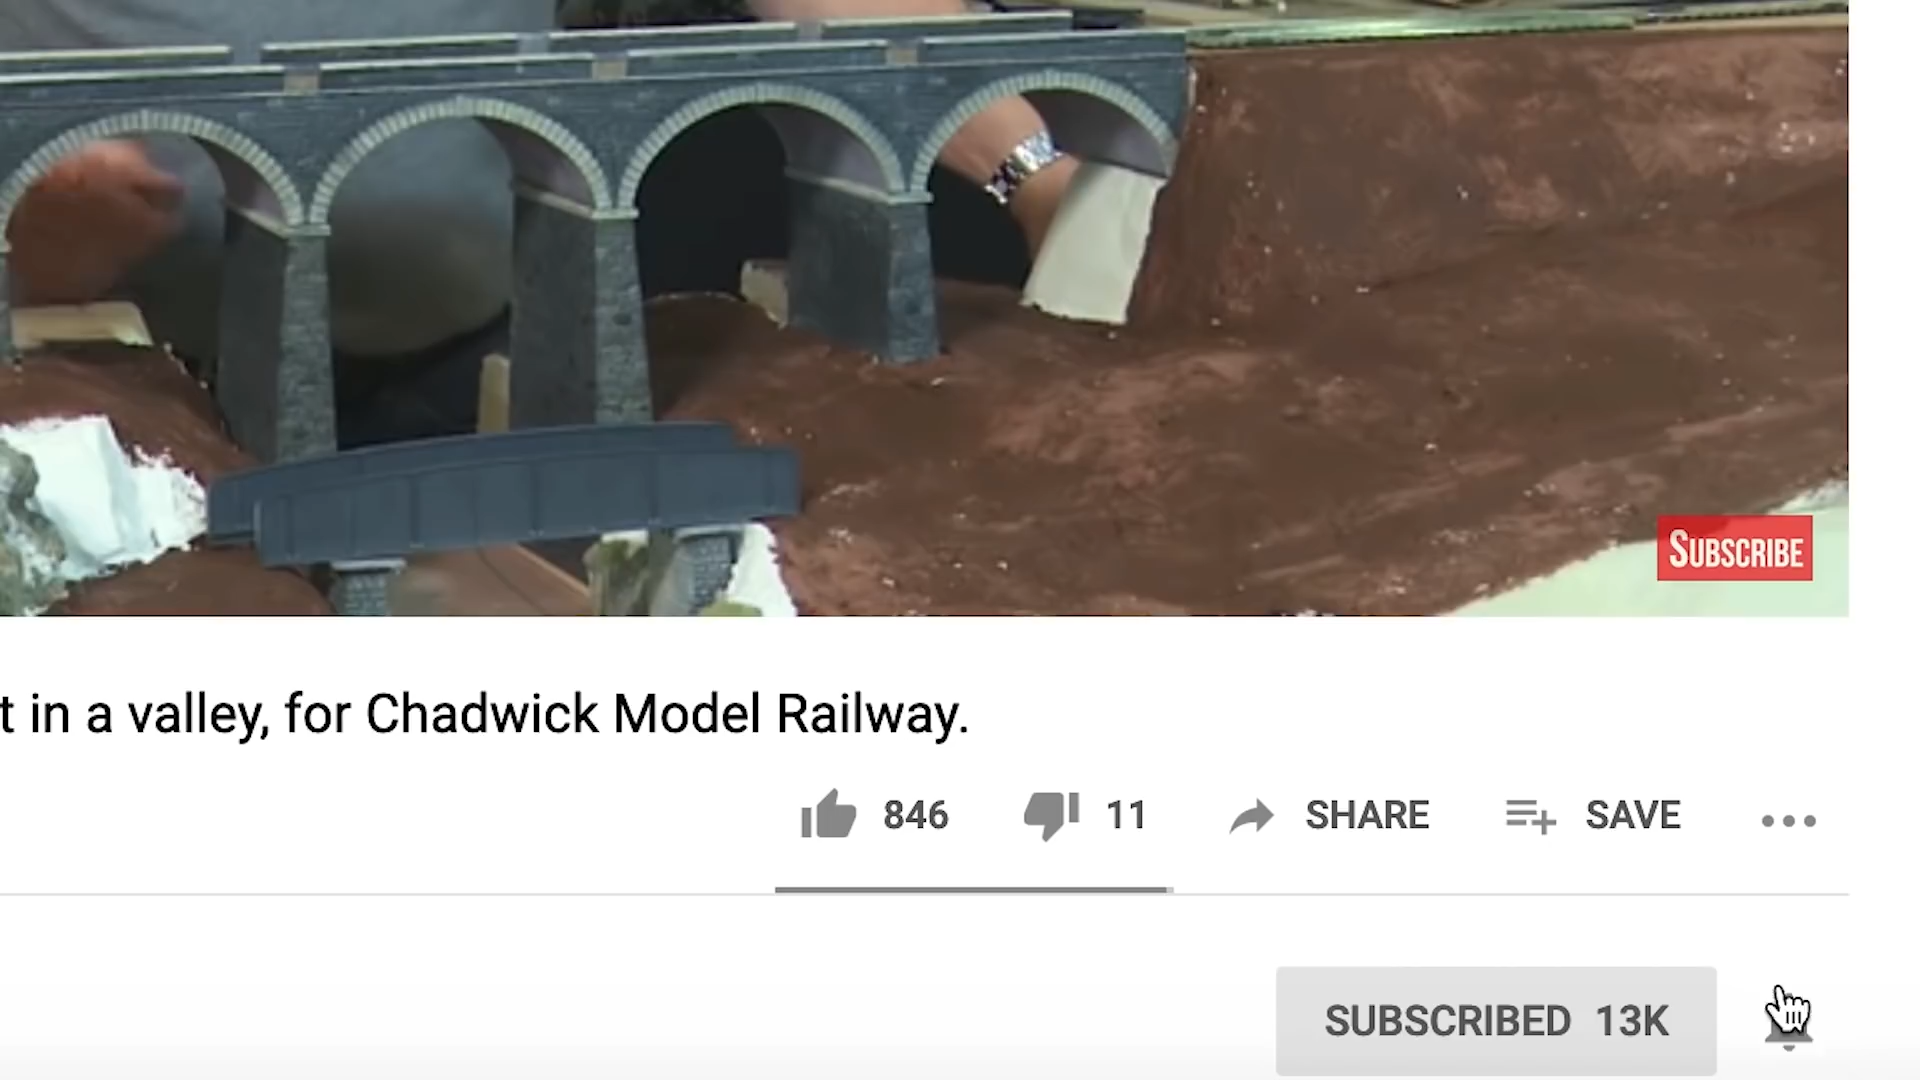 SUBSCRIBE
t in a valley, for Chadwick Model Railway.
846 11 SHARE SAVE
SUBSCRIBED 13K